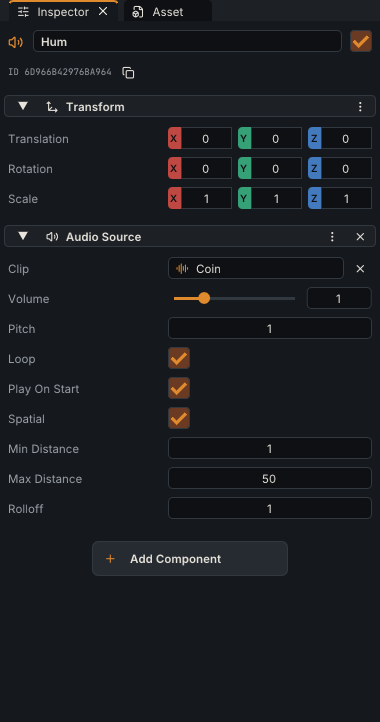 Inspector Asset
Hum
ID 6D966B42976BA964
Transform
Translation X 0 Y 0 Z 0
Rotation X 0 Y 0 Z 0
Scale X 1 Y 1 Z 1
Audio Source
Clip Coin
Volume 1
Pitch 1
Loop
Play On Start
Spatial
Min Distance 1
Max Distance 50
Rolloff 1
+ Add Component